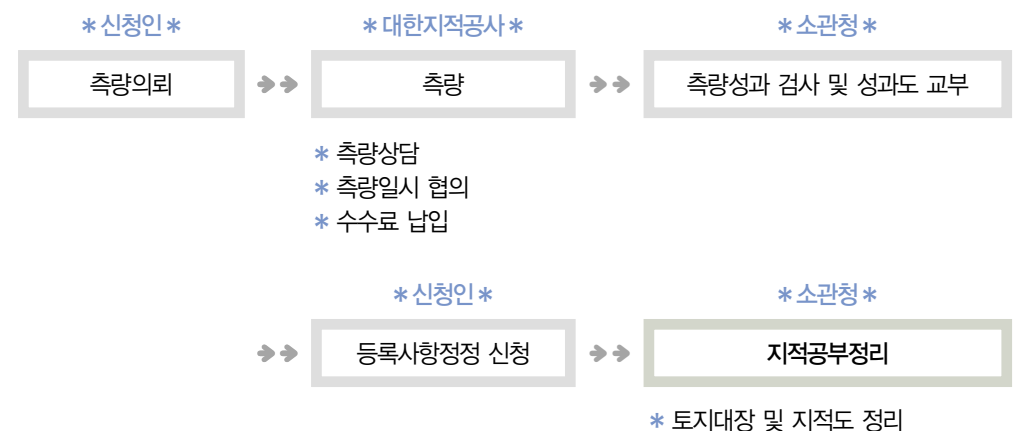 *신청인* *대한지적공사* *소관청*
측량의뢰 측량 측량성과 검사 및 성과도 교부
* 측량상담
* 측량일시 협의
* 수수료 납입
*신청인* *소관청*
등록사항정정 신청 지적공부정리
* 토지대장 및 지적도 정리